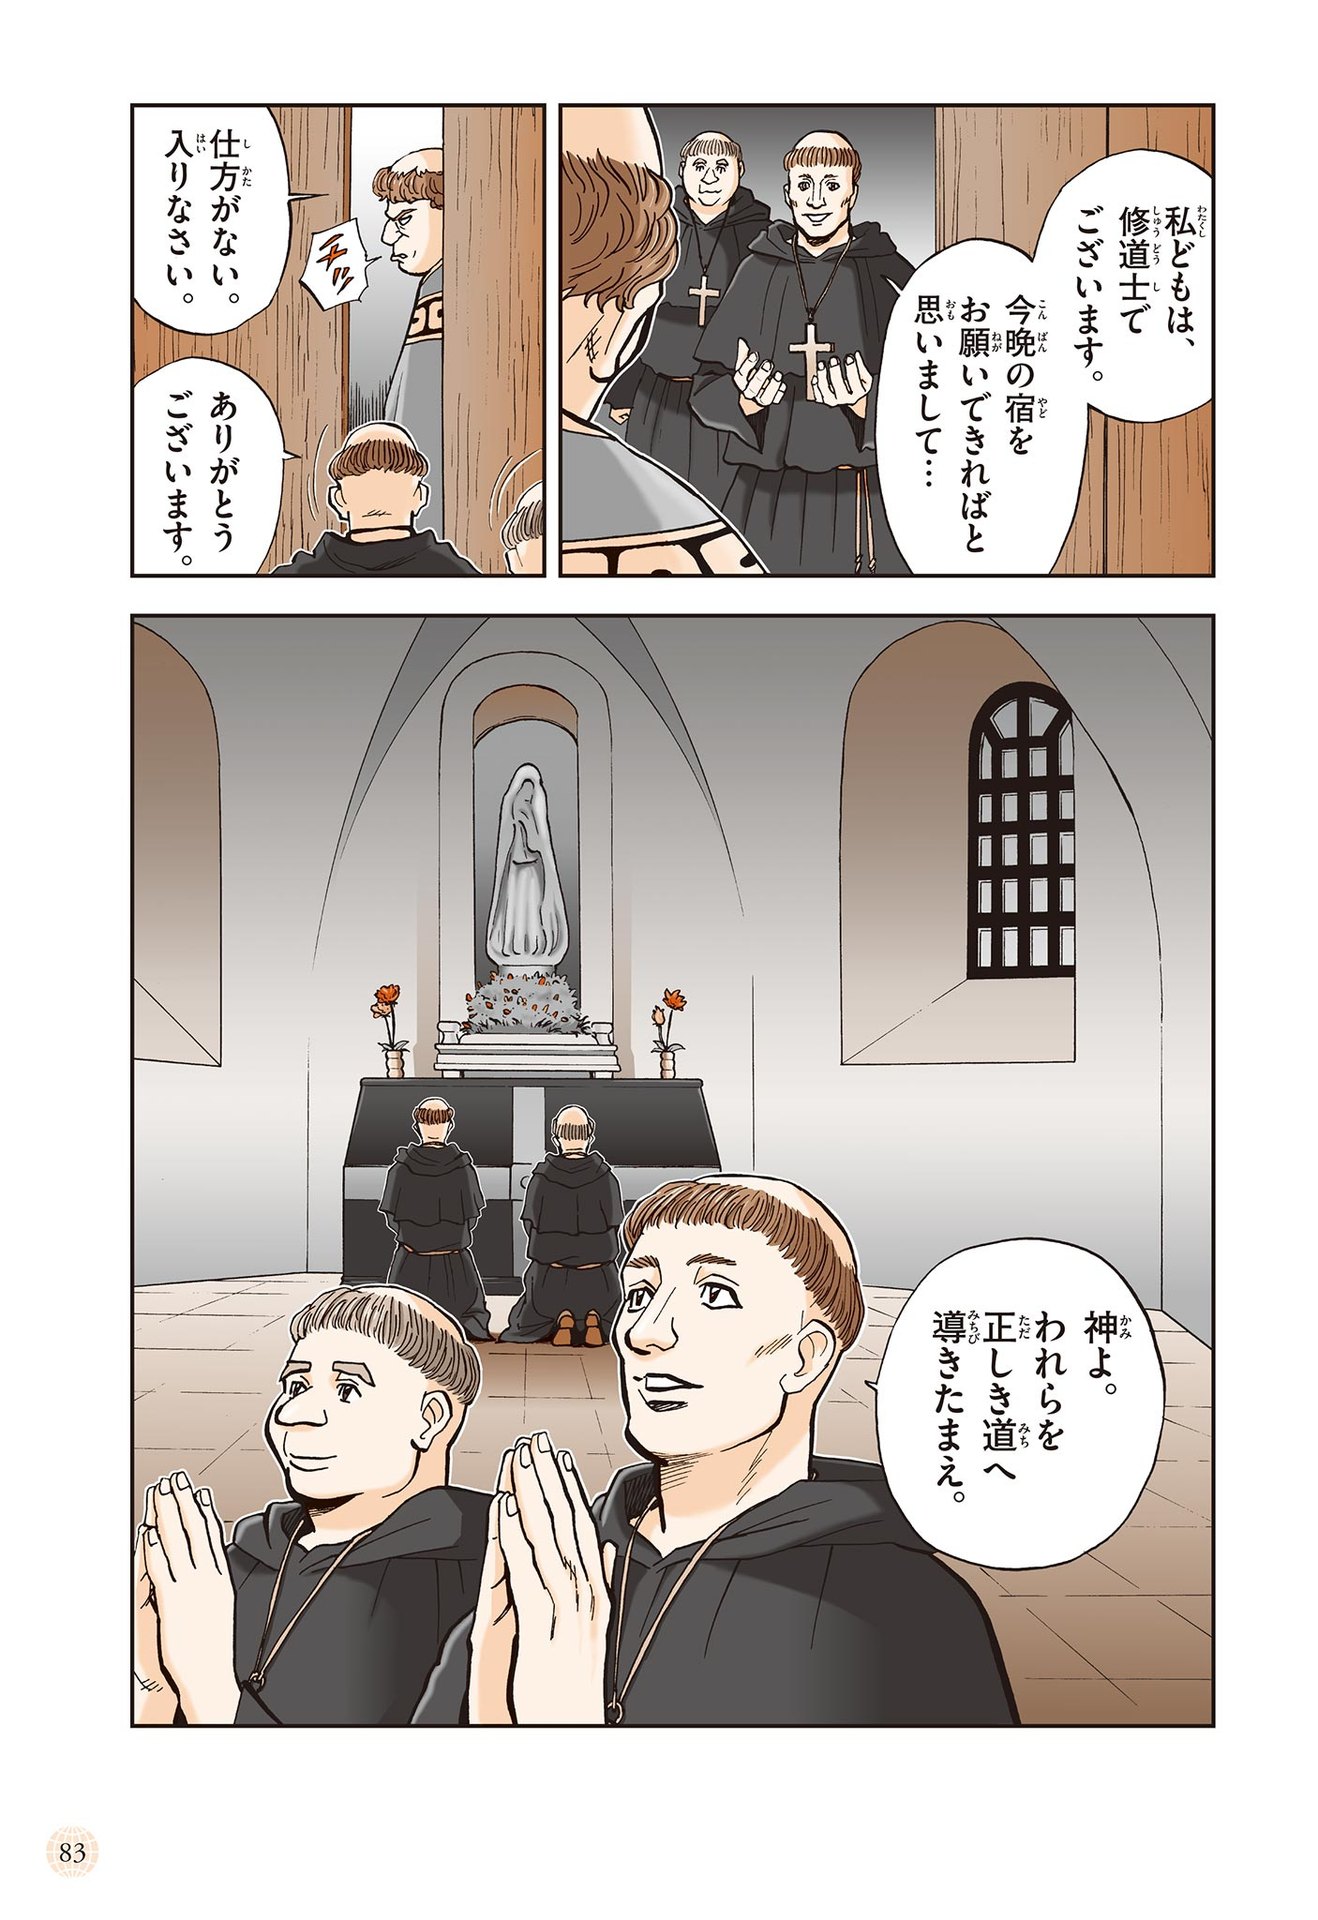 私どもは、
修道士で
ございます。
今晩の宿を
お願いできればと
思いまして…
チッ
仕方がない。
入りなさい。
ありがとう
ございます。
神よ。
われらを
正しき道へ
導きたまえ。
83